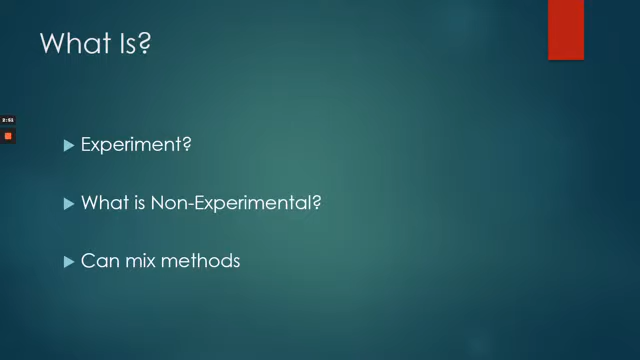 What Is?
Experiment?
What is Non-Experimental?
Can mix methods